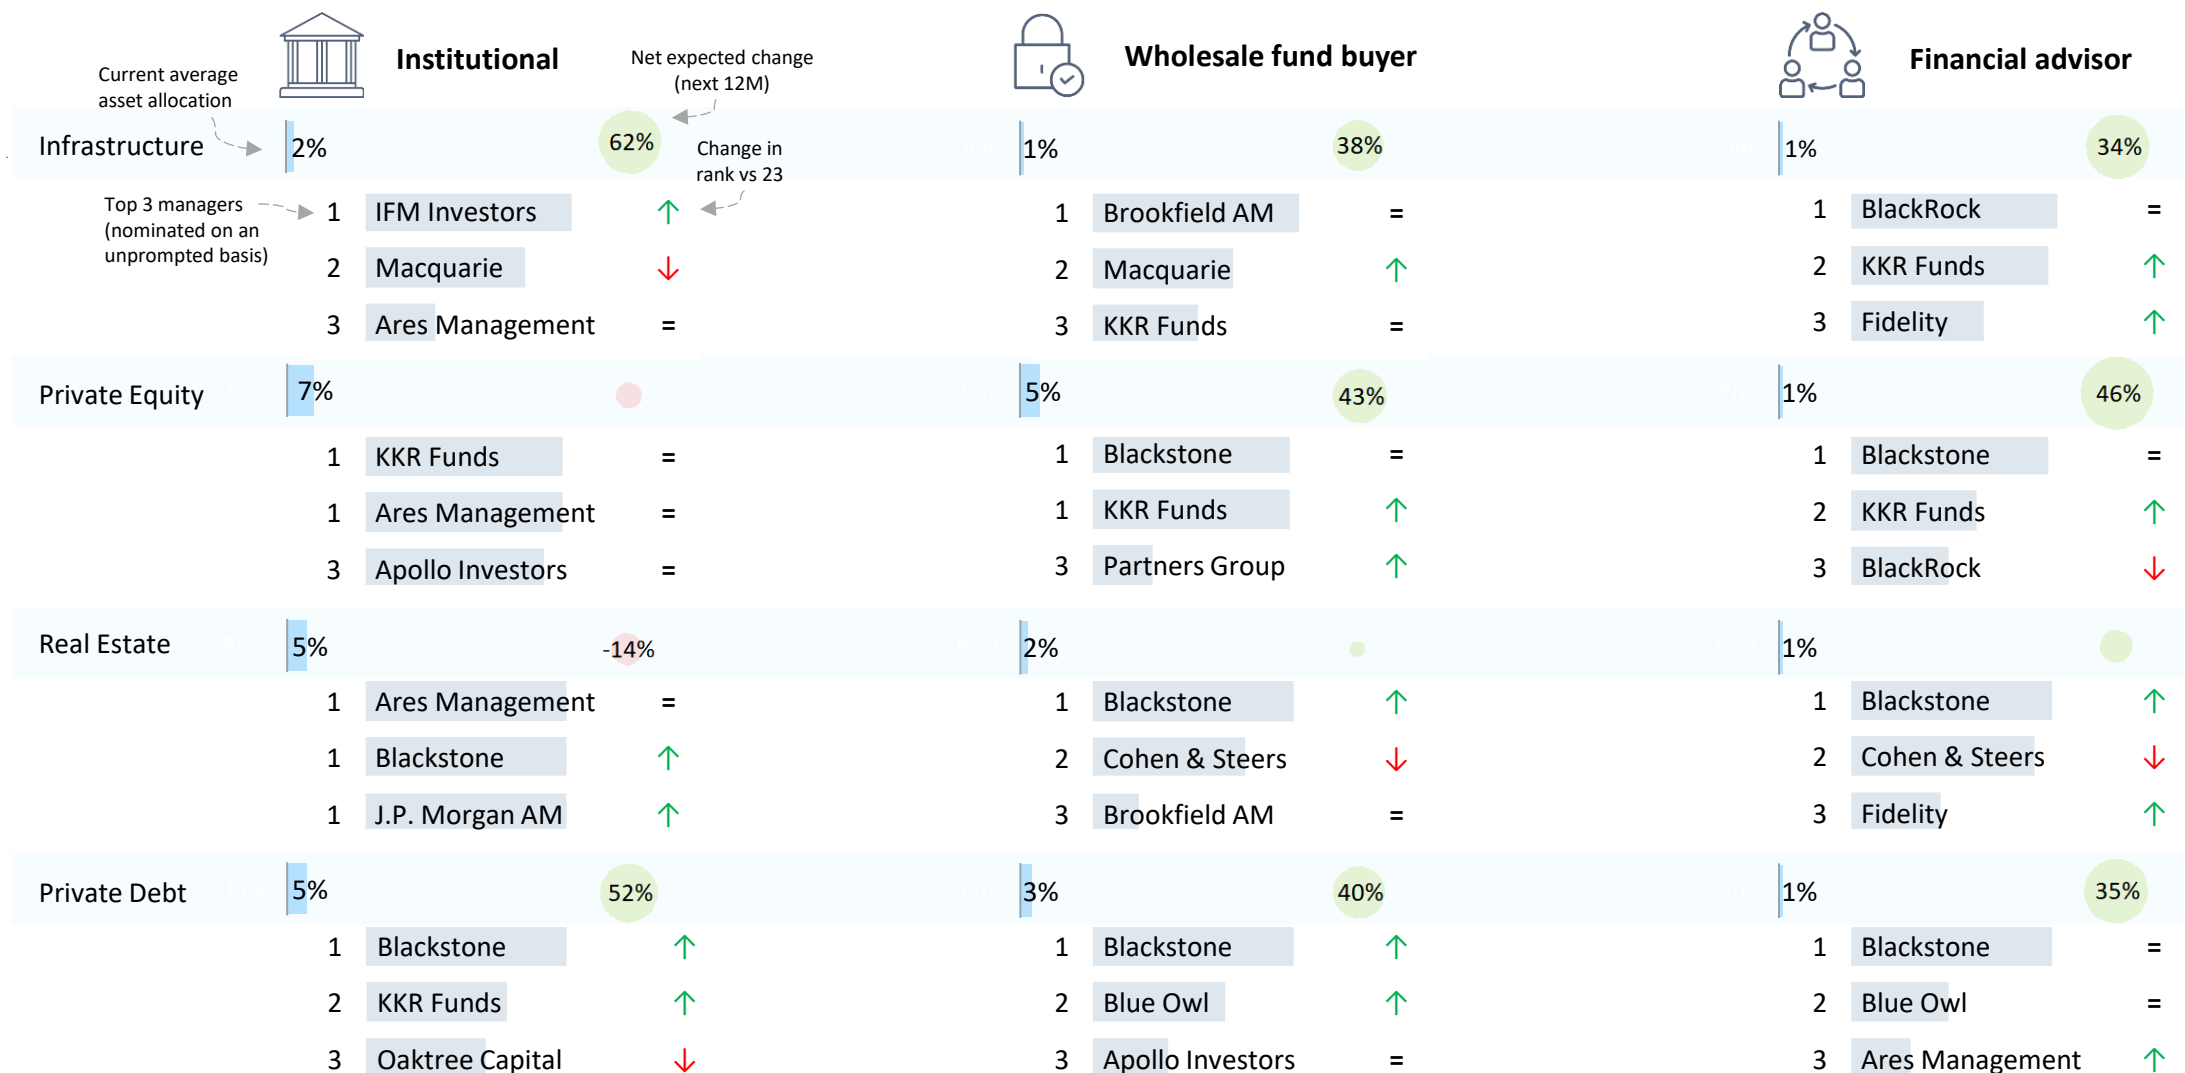 Institutional
Wholesale fund buyer
Financial advisor
Current average
asset allocation
Net expected change
(next 12M)
Infrastructure
2%
62%
1%
38%
1%
34%
Change in
rank vs 23
Top 3 managers
(nominated on an
unprompted basis)
1 IFM Investors ↑
1 Brookfield AM =
1 BlackRock =
2 Macquarie ↓
2 Macquarie ↑
2 KKR Funds ↑
3 Ares Management =
3 KKR Funds =
3 Fidelity ↑
Private Equity
7%
5%
43%
1%
46%
1 KKR Funds =
1 Blackstone =
1 Blackstone =
1 Ares Management =
1 KKR Funds ↑
2 KKR Funds ↑
3 Apollo Investors =
3 Partners Group ↑
3 BlackRock ↓
Real Estate
5%
-14%
2%
1%
1 Ares Management =
1 Blackstone ↑
1 Blackstone ↑
1 Blackstone ↑
2 Cohen & Steers ↓
2 Cohen & Steers ↓
1 J.P. Morgan AM ↑
3 Brookfield AM =
3 Fidelity ↑
Private Debt
5%
52%
3%
40%
1%
35%
1 Blackstone ↑
1 Blackstone ↑
1 Blackstone =
2 KKR Funds ↑
2 Blue Owl ↑
2 Blue Owl =
3 Oaktree Capital ↓
3 Apollo Investors =
3 Ares Management ↑